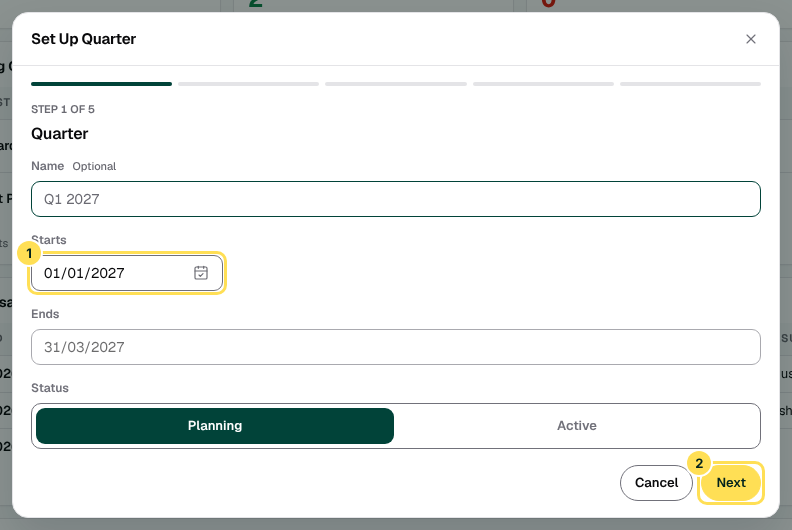 Set Up Quarter
STEP 1 OF 5
Quarter
Name Optional
Q1 2027
Starts
1
01/01/2027
Ends
31/03/2027
Status
Planning Active
2
Cancel Next